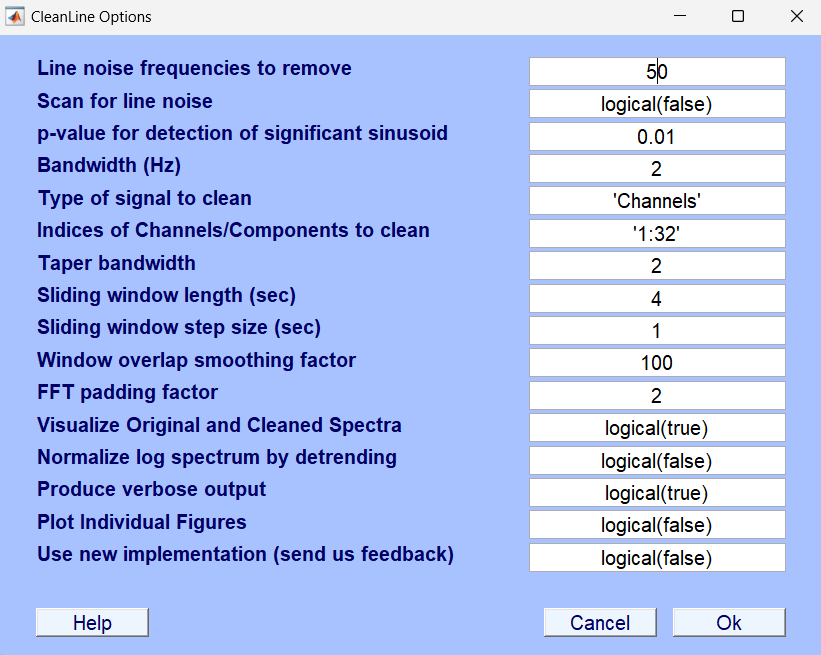 CleanLine Options
Line noise frequencies to remove 50
Scan for line noise logical(false)
p-value for detection of significant sinusoid 0.01
Bandwidth (Hz) 2
Type of signal to clean 'Channels'
Indices of Channels/Components to clean '1:32'
Taper bandwidth 2
Sliding window length (sec) 4
Sliding window step size (sec) 1
Window overlap smoothing factor 100
FFT padding factor 2
Visualize Original and Cleaned Spectra logical(true)
Normalize log spectrum by detrending logical(false)
Produce verbose output logical(true)
Plot Individual Figures logical(false)
Use new implementation (send us feedback) logical(false)
Help Cancel Ok